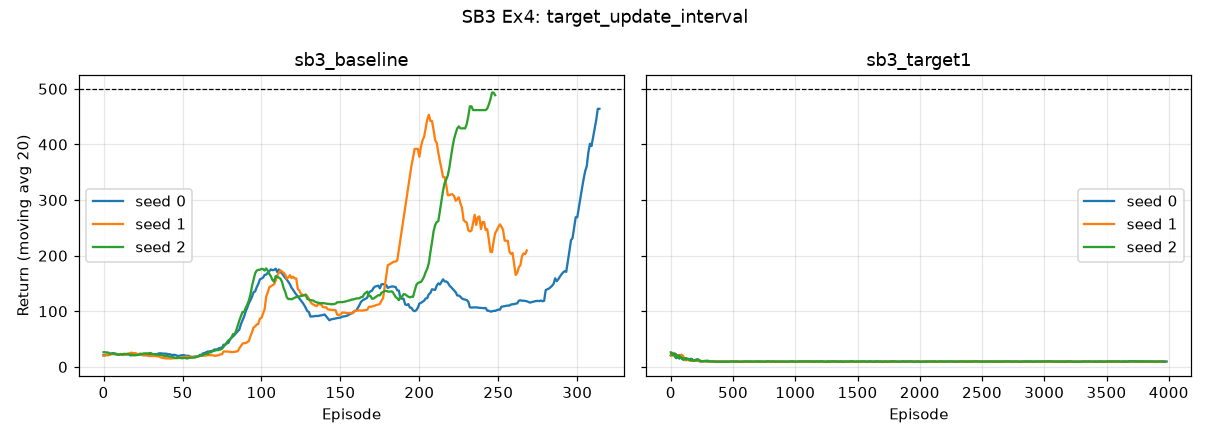 SB3 Ex4: target_update_interval
sb3_baseline
sb3_target1
Return (moving avg 20)
500
400
300
200
100
0
seed 0
seed 1
seed 2
seed 0
seed 1
seed 2
0 50 100 150 200 250 300
0 500 1000 1500 2000 2500 3000 3500 4000
Episode
Episode